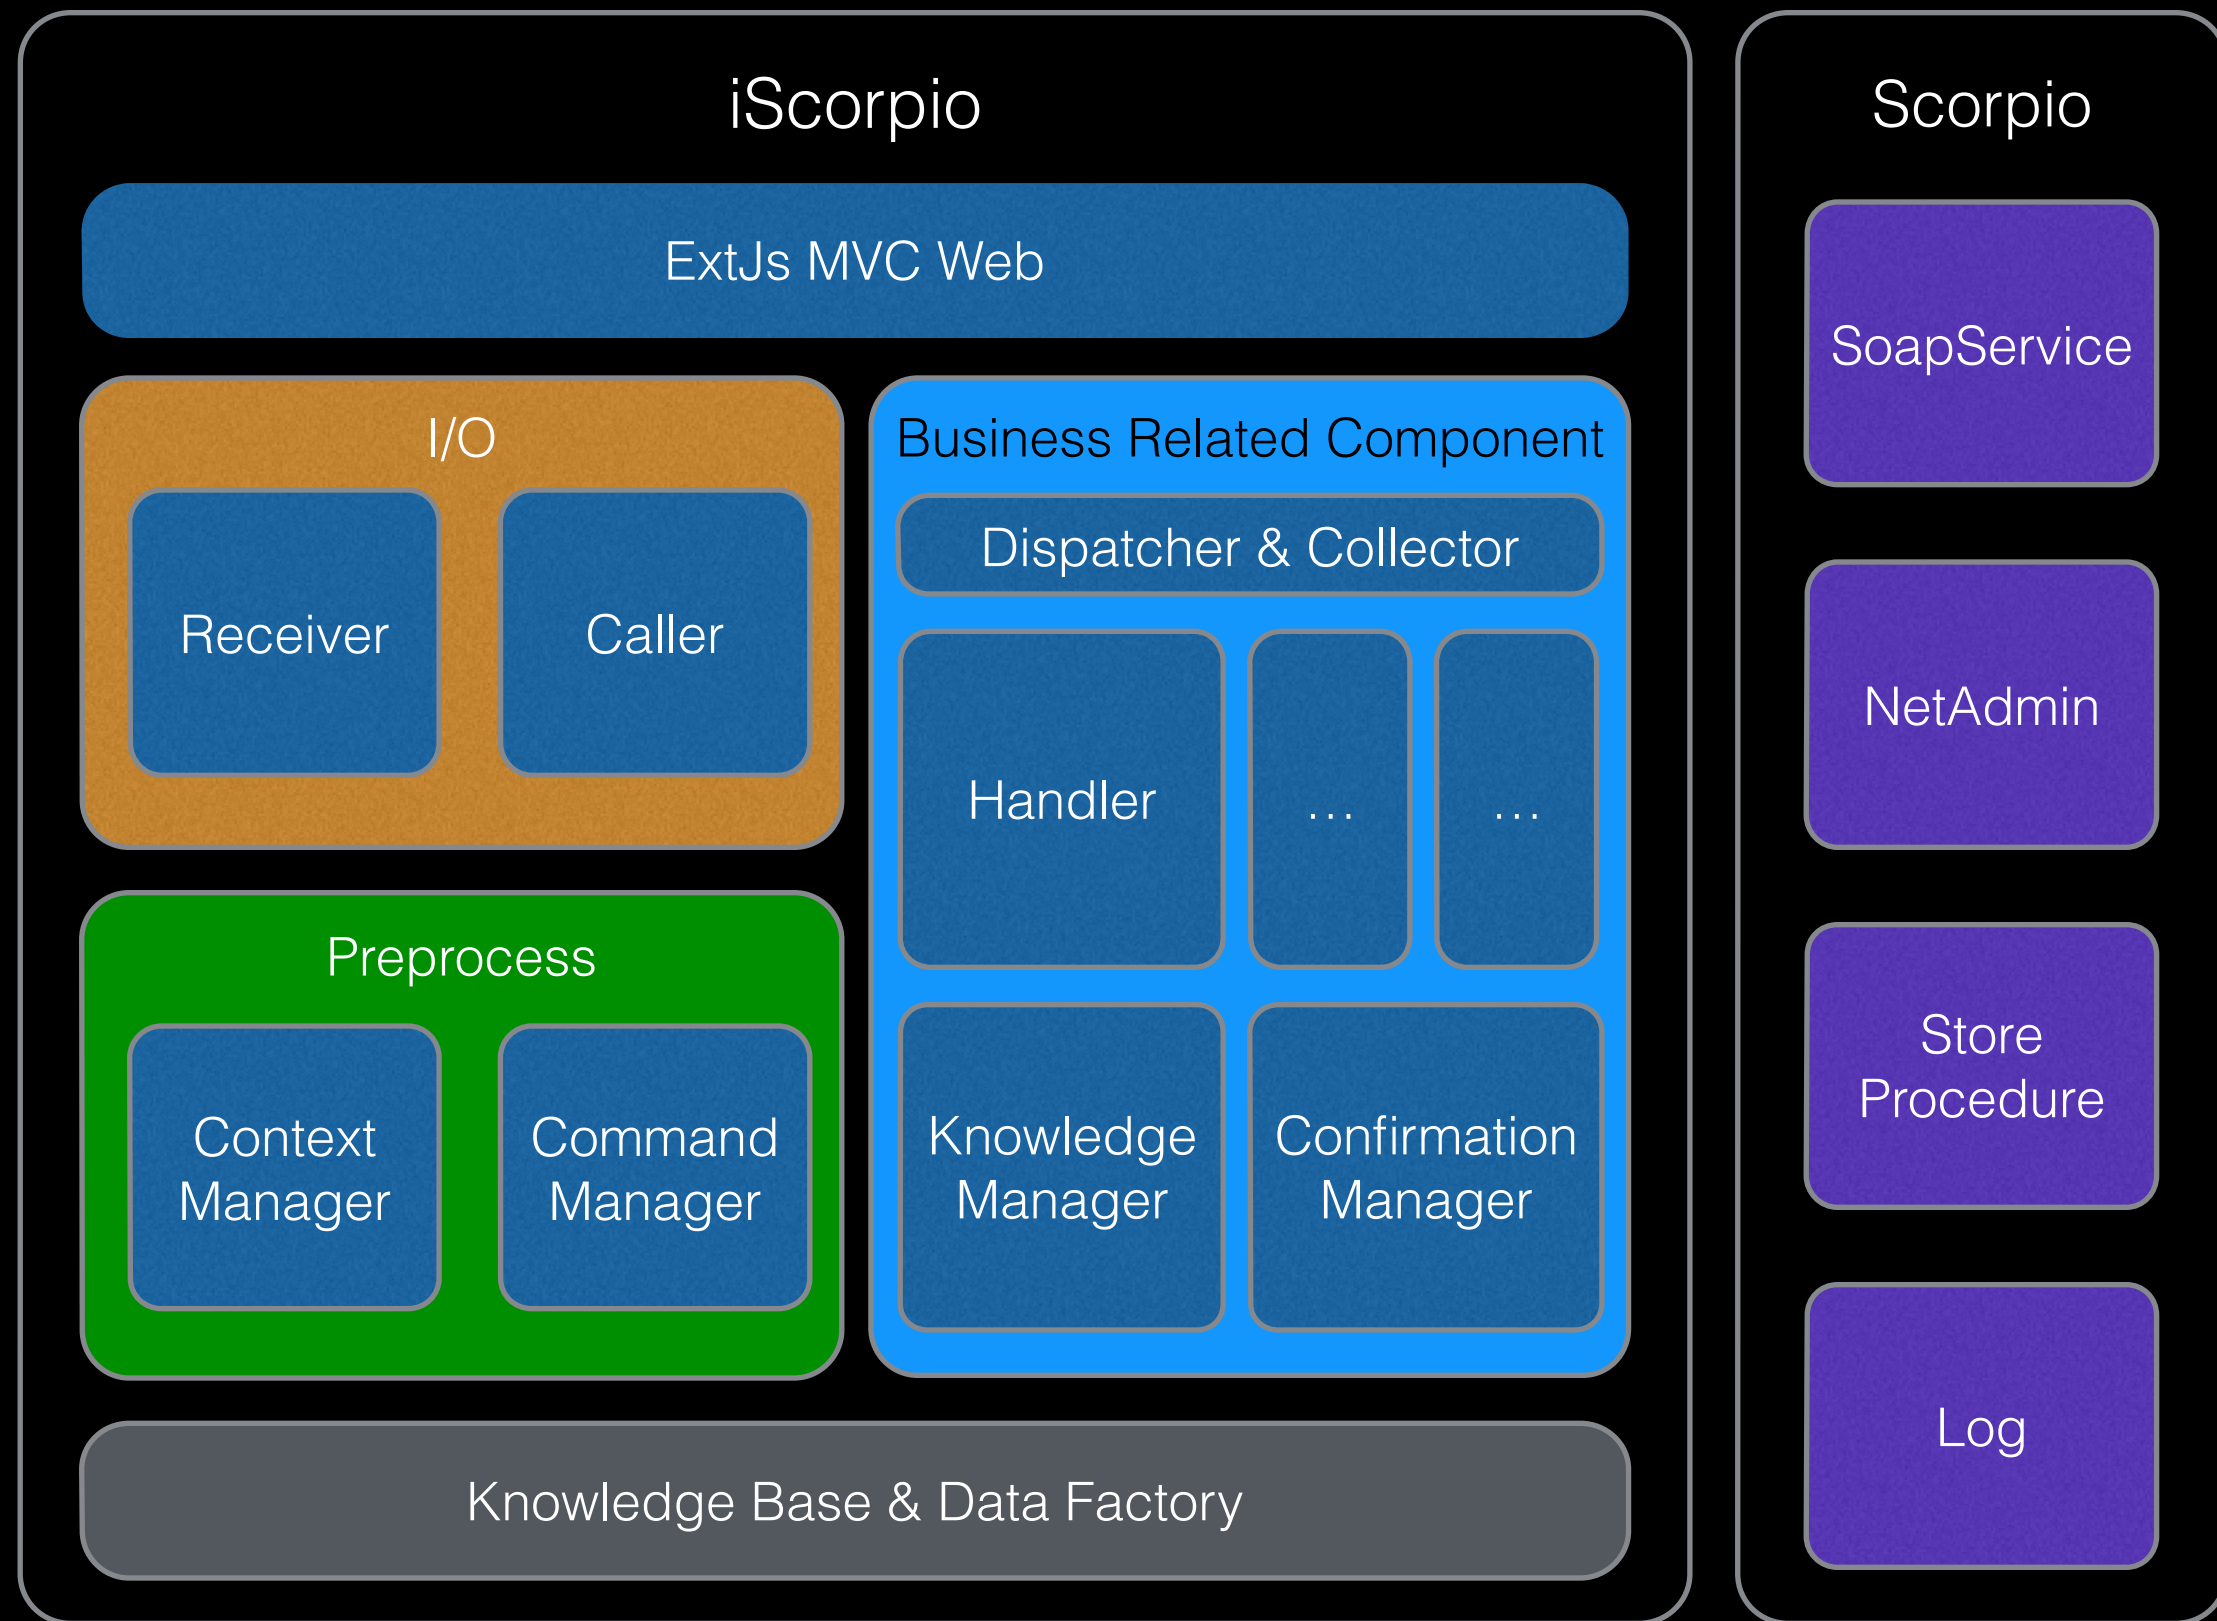 iScorpio
ExtJs MVC Web
I/O
Receiver
Caller
Preprocess
Context
Manager
Command
Manager
Business Related Component
Dispatcher & Collector
Handler
...
...
Knowledge
Manager
Confirmation
Manager
Knowledge Base & Data Factory
Scorpio
SoapService
NetAdmin
Store
Procedure
Log